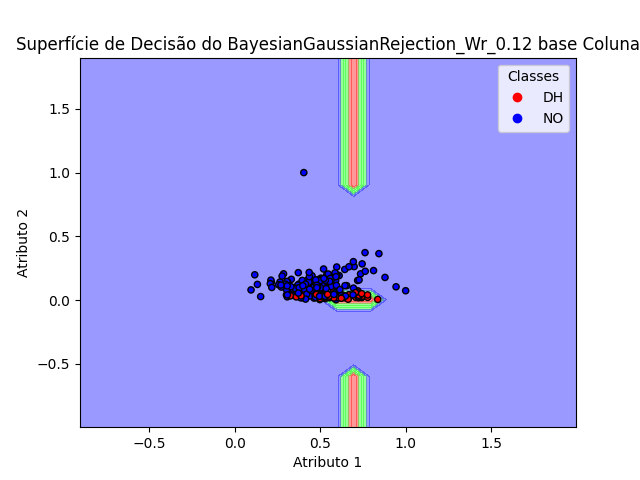 Superfície de Decisão do BayesianGaussianRejection_Wr_0.12 base Coluna
Classes
DH
NO
1.5
1.0
0.5
0.0
−0.5
Atributo 2
−0.5
0.0
0.5
1.0
1.5
Atributo 1